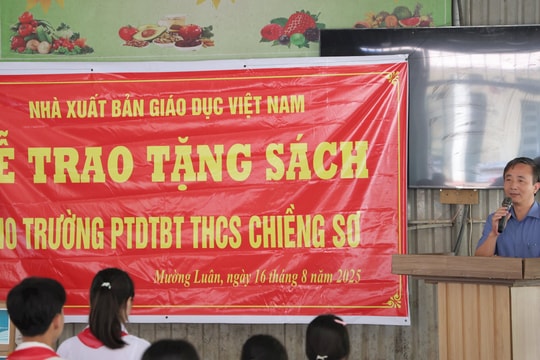 NHÀ XUẤT BẢN GIÁO DỤC VIỆT NAM
Ễ TRAO TẶNG SÁCH
HO TRƯỜNG PTDTBT THCS CHIỀNG SƠ
Mường Luân, ngày 16 tháng 8 năm 2025